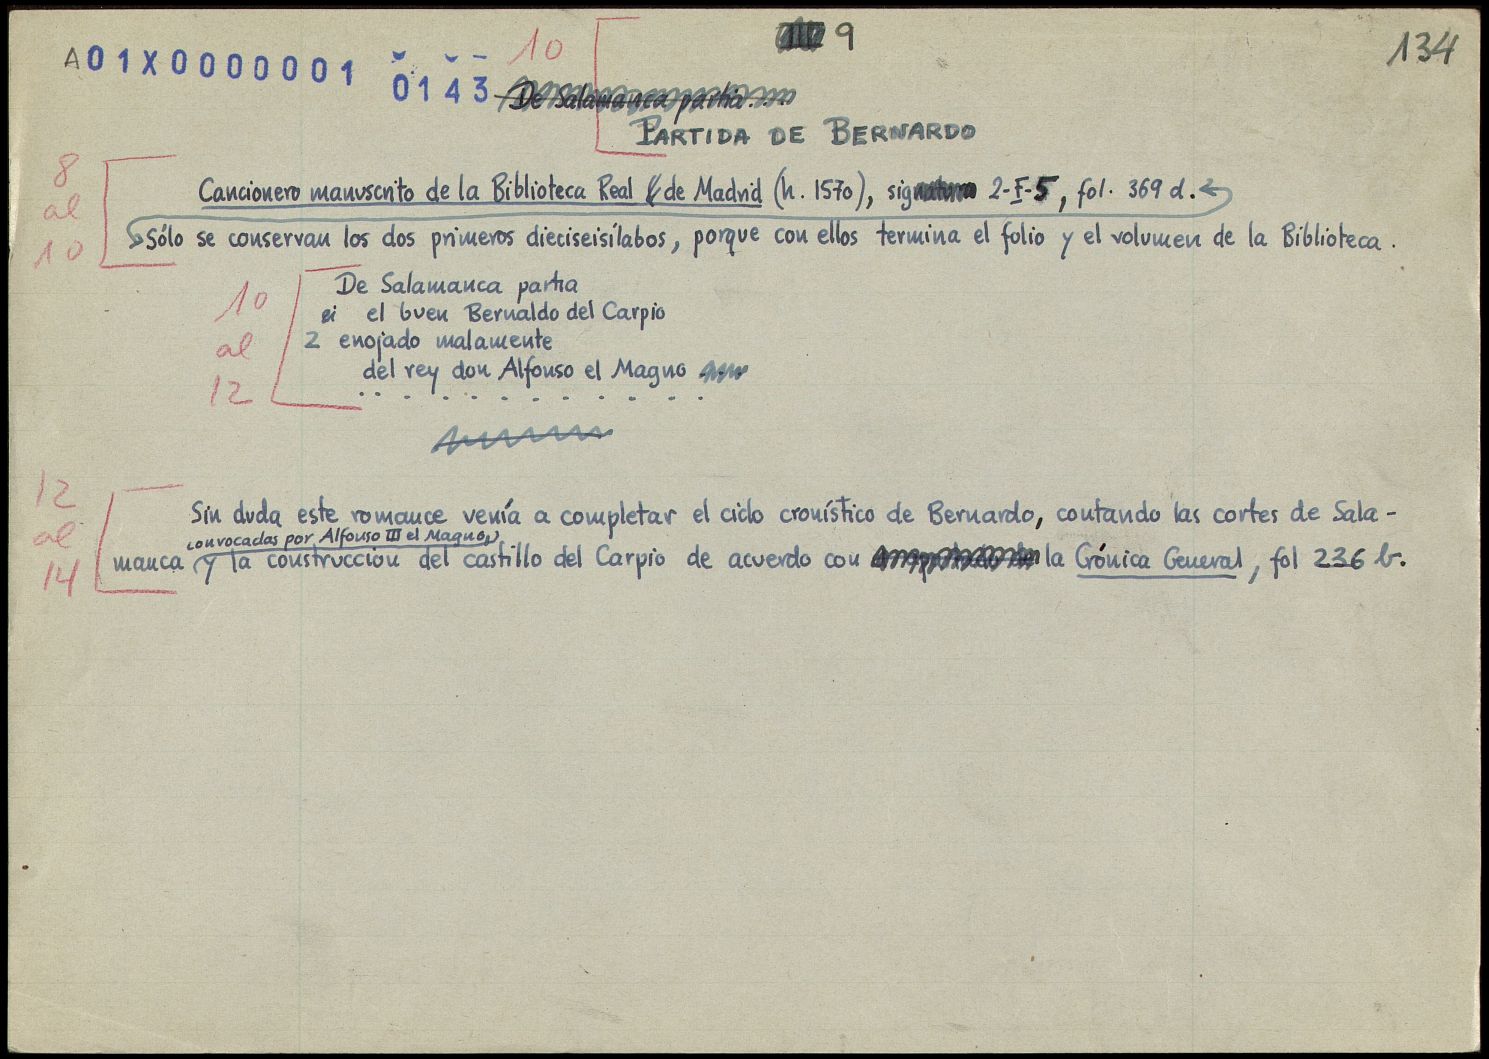 A01X0000001 0143
10
9
134
De Salamanca partía....
PARTIDA DE BERNARDO
8
al
10
Cancionero manuscrito de la Biblioteca Real de Madrid (h. 1570), sig 2-I-5, fol. 369 d.
Sólo se conservan los dos primeros dieciseisílabos, porque con ellos termina el folio y el volumen de la Biblioteca.
10
al
12
De Salamanca partia
el buen Bernaldo del Carpio
2 enojado malamente
del rey don Alfonso el Magno
. . . . . . . . . . . . .
12
al
14
Sin duda este romance venía a completar el ciclo cronístico de Bernardo, contando las cortes de Sala-
convocadas por Alfonso III el Magno,
manca y la construcción del castillo del Carpio de acuerdo con la Crónica General, fol 236 b.